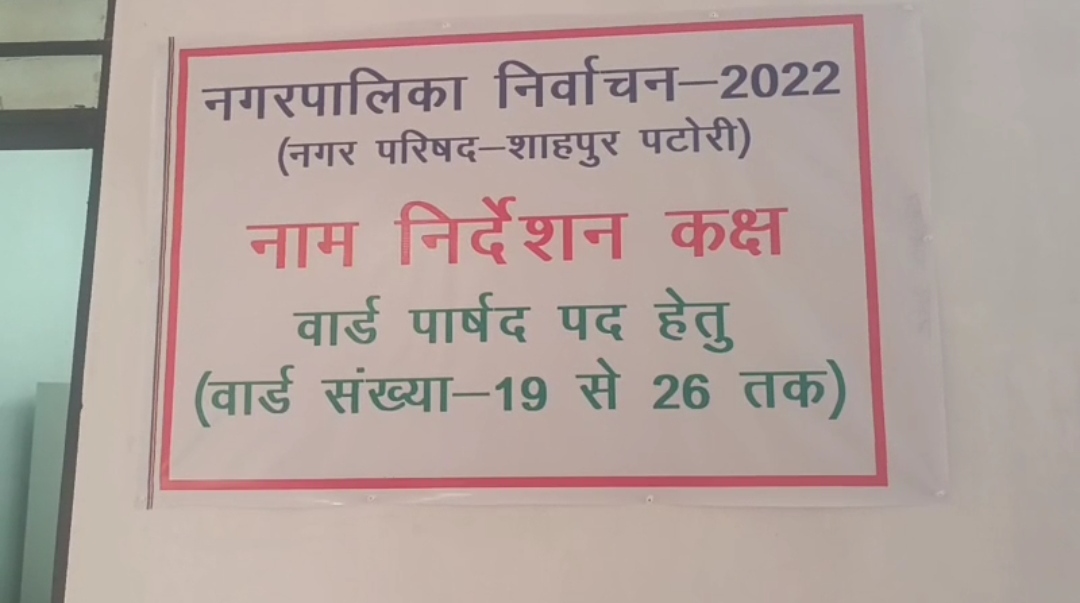 नगरपालिका निर्वाचन–2022
(नगर परिषद–शाहपुर पटोरी)
नाम निर्देशन कक्ष
वार्ड पार्षद पद हेतु
(वार्ड संख्या–19 से 26 तक)